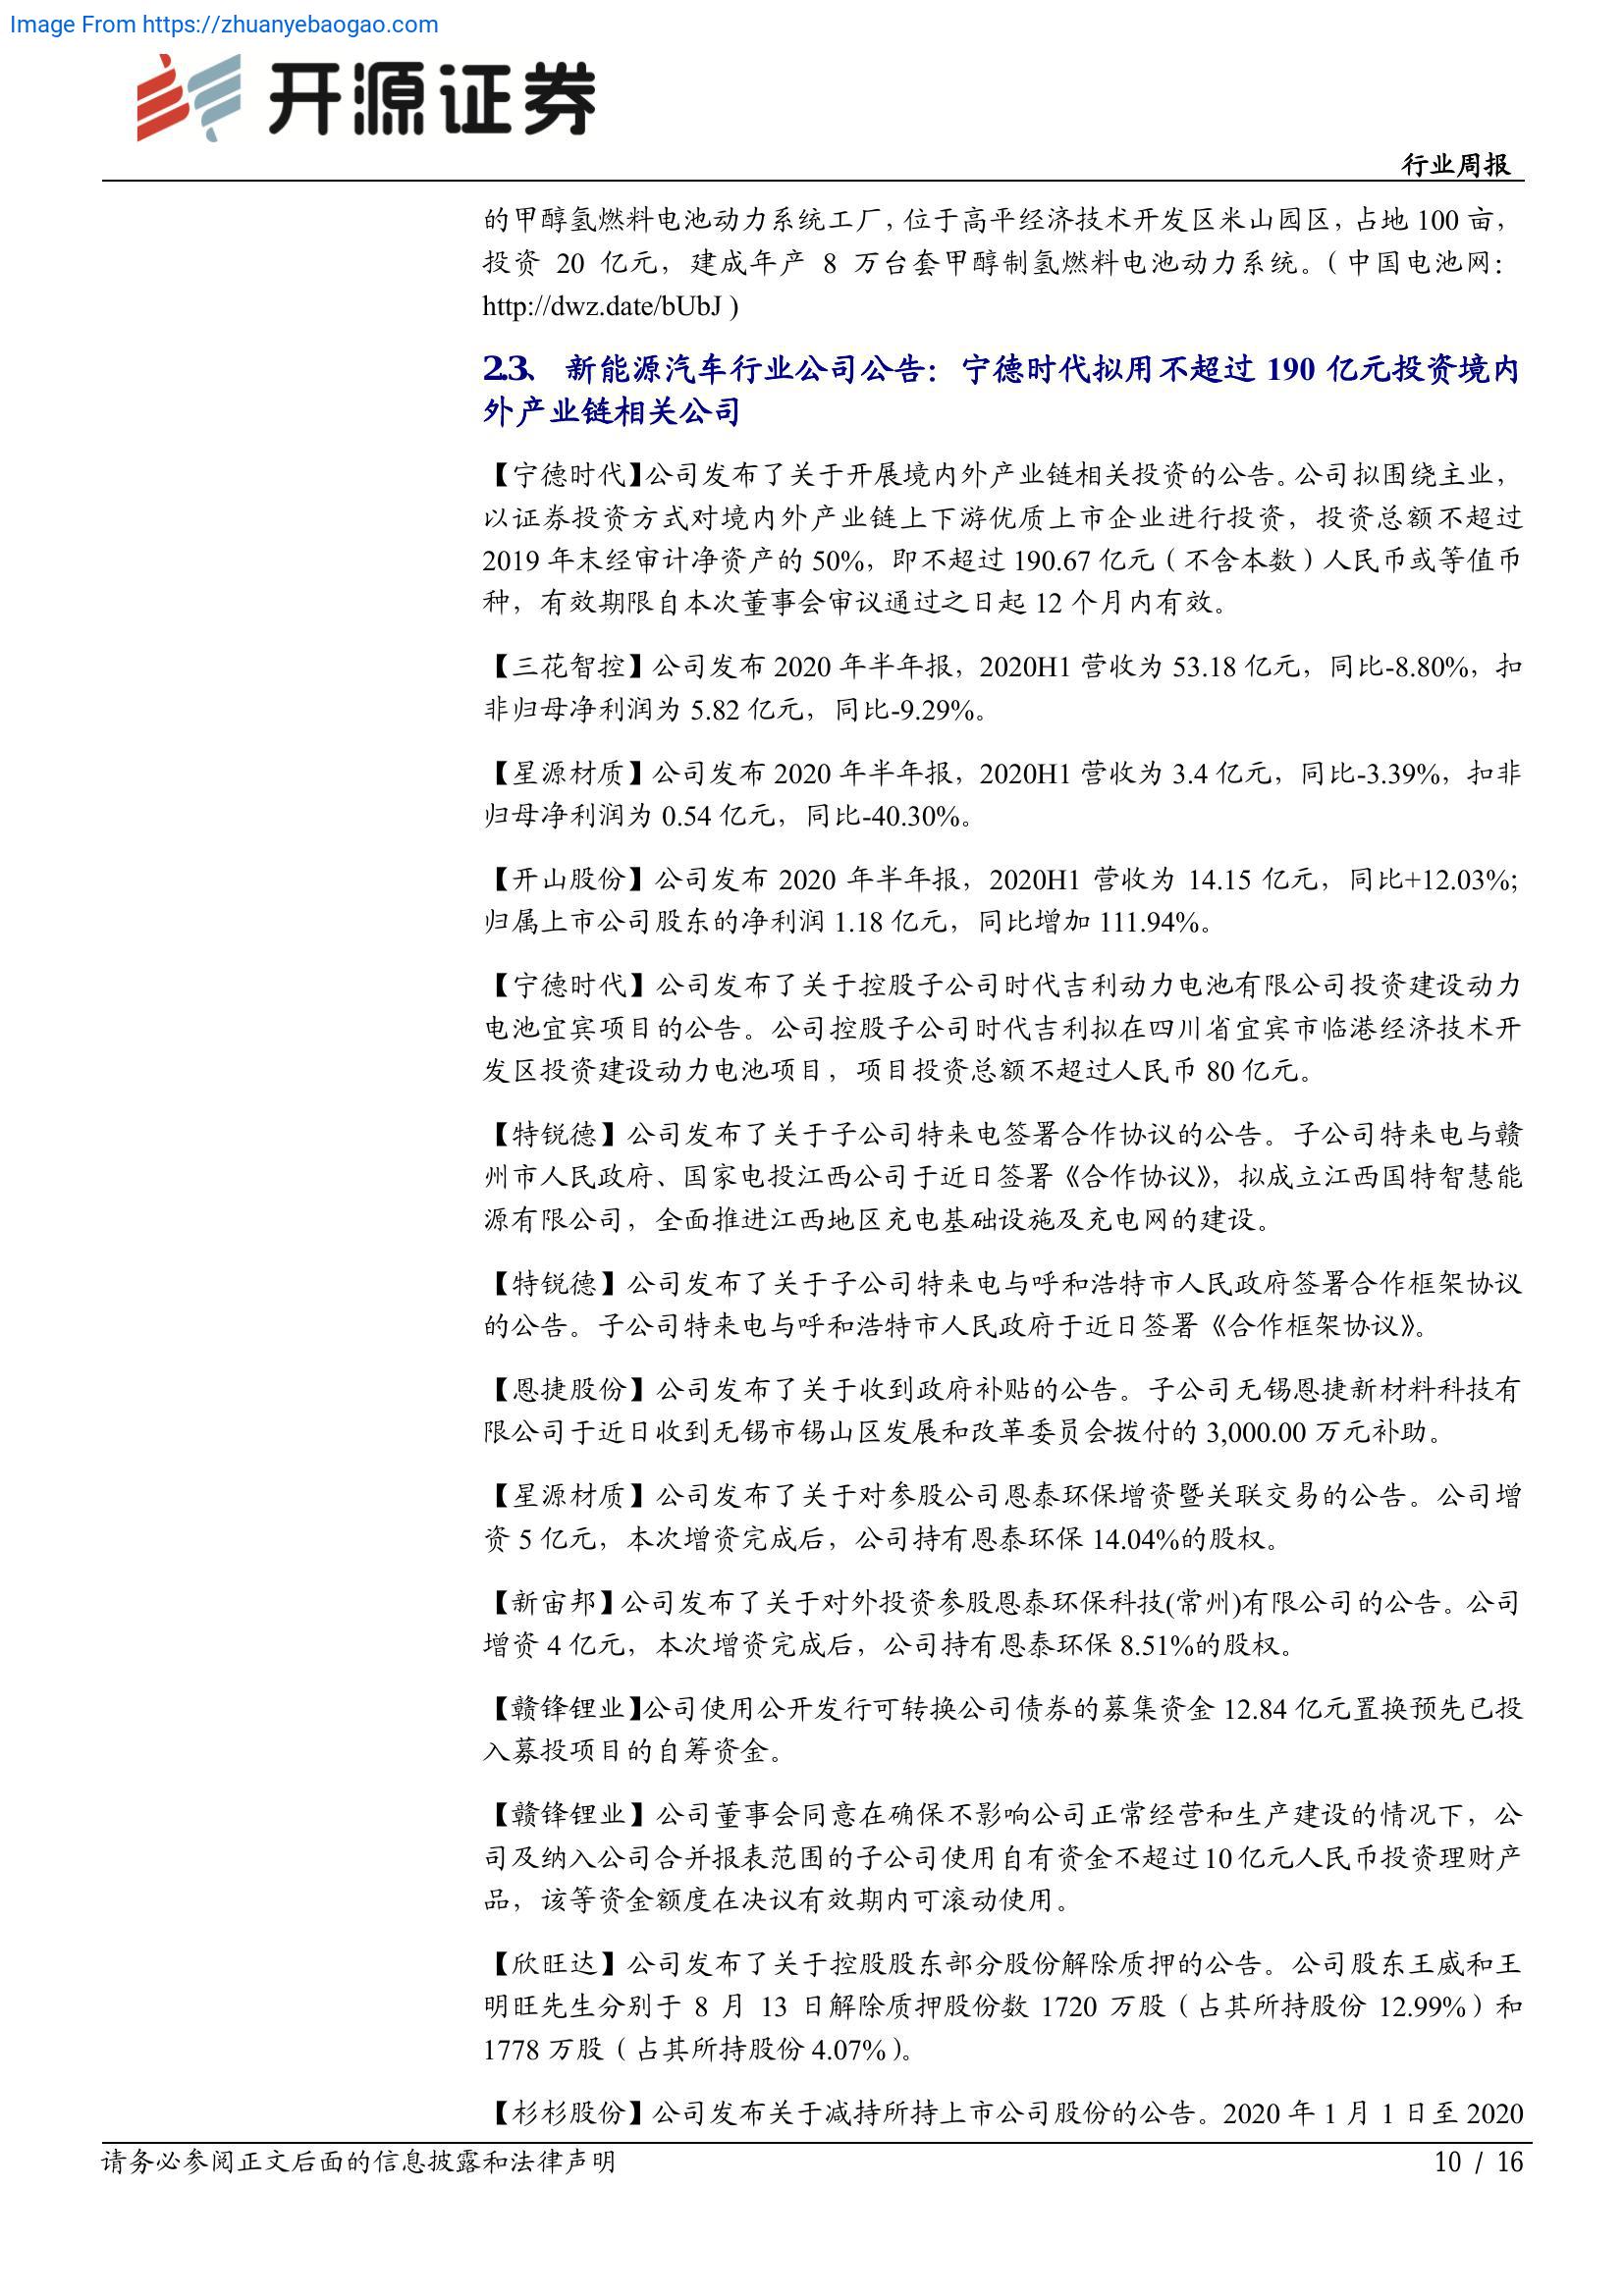 Image From https://zhuanyebaogao.com
开源证券
行业周报
的甲醇氢燃料电池动力系统工厂，位于高平经济技术开发区米山园区，占地 100 亩，
投资 20 亿元，建成年产 8 万台套甲醇制氢燃料电池动力系统。（中国电池网：
http://dwz.date/bUbJ )
2.3、 新能源汽车行业公司公告：宁德时代拟用不超过 190 亿元投资境内
外产业链相关公司
【宁德时代】公司发布了关于开展境内外产业链相关投资的公告。公司拟围绕主业，
以证券投资方式对境内外产业链上下游优质上市企业进行投资，投资总额不超过
2019 年末经审计净资产的 50%，即不超过 190.67 亿元（不含本数）人民币或等值币
种，有效期限自本次董事会审议通过之日起 12 个月内有效。
【三花智控】公司发布 2020 年半年报，2020H1 营收为 53.18 亿元，同比-8.80%，扣
非归母净利润为 5.82 亿元，同比-9.29%。
【星源材质】公司发布 2020 年半年报，2020H1 营收为 3.4 亿元，同比-3.39%，扣非
归母净利润为 0.54 亿元，同比-40.30%。
【开山股份】公司发布 2020 年半年报，2020H1 营收为 14.15 亿元，同比+12.03%;
归属上市公司股东的净利润 1.18 亿元，同比增加 111.94%。
【宁德时代】公司发布了关于控股子公司时代吉利动力电池有限公司投资建设动力
电池宜宾项目的公告。公司控股子公司时代吉利拟在四川省宜宾市临港经济技术开
发区投资建设动力电池项目，项目投资总额不超过人民币 80 亿元。
【特锐德】公司发布了关于子公司特来电签署合作协议的公告。子公司特来电与赣
州市人民政府、国家电投江西公司于近日签署《合作协议》，拟成立江西国特智慧能
源有限公司，全面推进江西地区充电基础设施及充电网的建设。
【特锐德】公司发布了关于子公司特来电与呼和浩特市人民政府签署合作框架协议
的公告。子公司特来电与呼和浩特市人民政府于近日签署《合作框架协议》。
【恩捷股份】公司发布了关于收到政府补贴的公告。子公司无锡恩捷新材料科技有
限公司于近日收到无锡市锡山区发展和改革委员会拨付的 3,000.00 万元补助。
【星源材质】公司发布了关于对参股公司恩泰环保增资暨关联交易的公告。公司增
资 5 亿元，本次增资完成后，公司持有恩泰环保 14.04%的股权。
【新宙邦】公司发布了关于对外投资参股恩泰环保科技(常州)有限公司的公告。公司
增资 4 亿元，本次增资完成后，公司持有恩泰环保 8.51%的股权。
【赣锋锂业】公司使用公开发行可转换公司债券的募集资金 12.84 亿元置换预先已投
入募投项目的自筹资金。
【赣锋锂业】公司董事会同意在确保不影响公司正常经营和生产建设的情况下，公
司及纳入公司合并报表范围的子公司使用自有资金不超过 10 亿元人民币投资理财产
品，该等资金额度在决议有效期内可滚动使用。
【欣旺达】公司发布了关于控股股东部分股份解除质押的公告。公司股东王威和王
明旺先生分别于 8 月 13 日解除质押股份数 1720 万股（占其所持股份 12.99%）和
1778 万股（占其所持股份 4.07%）。
【杉杉股份】公司发布关于减持所持上市公司股份的公告。2020 年 1 月 1 日至 2020
请务必参阅正文后面的信息披露和法律声明
10 / 16